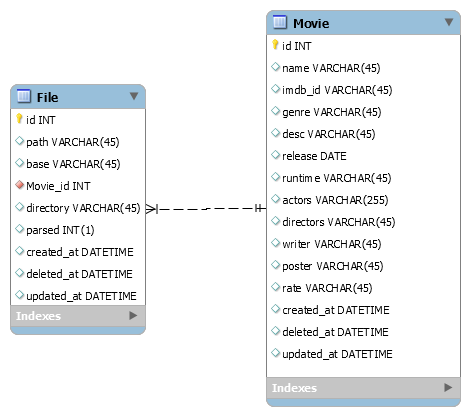 File
id INT
path VARCHAR(45)
base VARCHAR(45)
Movie_id INT
directory VARCHAR(45)
parsed INT(1)
created_at DATETIME
deleted_at DATETIME
updated_at DATETIME
Indexes
Movie
id INT
name VARCHAR(45)
imdb_id VARCHAR(45)
genre VARCHAR(45)
desc VARCHAR(45)
release DATE
runtime VARCHAR(45)
actors VARCHAR(255)
directors VARCHAR(45)
writer VARCHAR(45)
poster VARCHAR(45)
rate VARCHAR(45)
created_at DATETIME
deleted_at DATETIME
updated_at DATETIME
Indexes